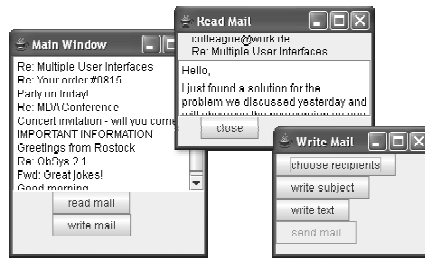 Main Window
Re: Multiple User Interfaces
Re: Your order #0815
Party on friday!
Re: MDA Conference
Concert invitation - will you come
IMPORTANT INFORMATION
Greetings from Rostock
Re: ObSys 2.1
Fwd: Great jokes!
Good morning
read mail
write mail
Read Mail
colleague@work.de
Re: Multiple User Interfaces
Hello,
I just found a solution for the
problem we discussed yesterday and
close
Write Mail
choose recipients
write subject
write text
send mail